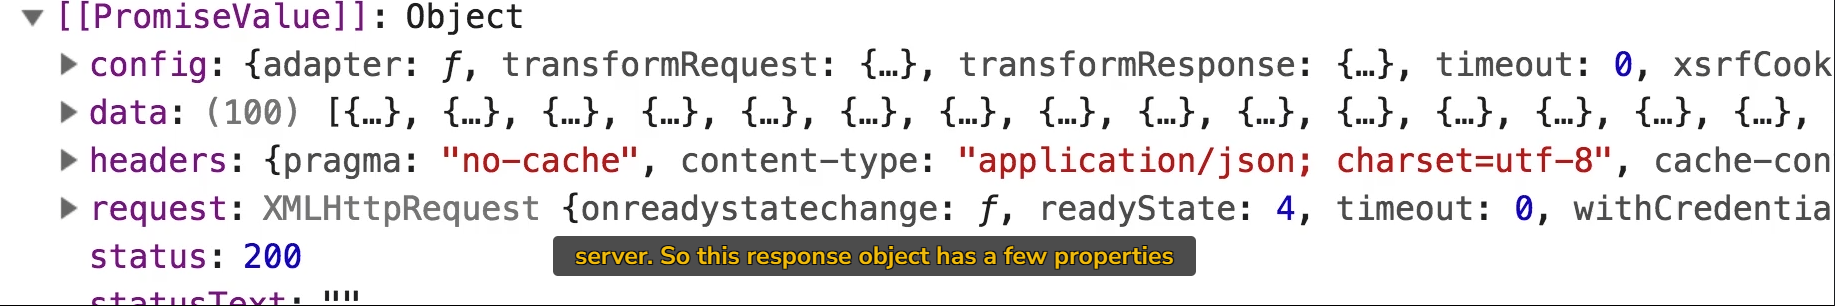 ▼ [[PromiseValue]]: Object
▶ config: {adapter: ƒ, transformRequest: {…}, transformResponse: {…}, timeout: 0, xsrfCook
▶ data: (100) [{…}, {…}, {…}, {…}, {…}, {…}, {…}, {…}, {…}, {…}, {…}, {…}, {…}, {…}, {…},
▶ headers: {pragma: "no-cache", content-type: "application/json; charset=utf-8", cache-con
▶ request: XMLHttpRequest {onreadystatechange: ƒ, readyState: 4, timeout: 0, withCredentia
status: 200
server. So this response object has a few properties
statusText: ""